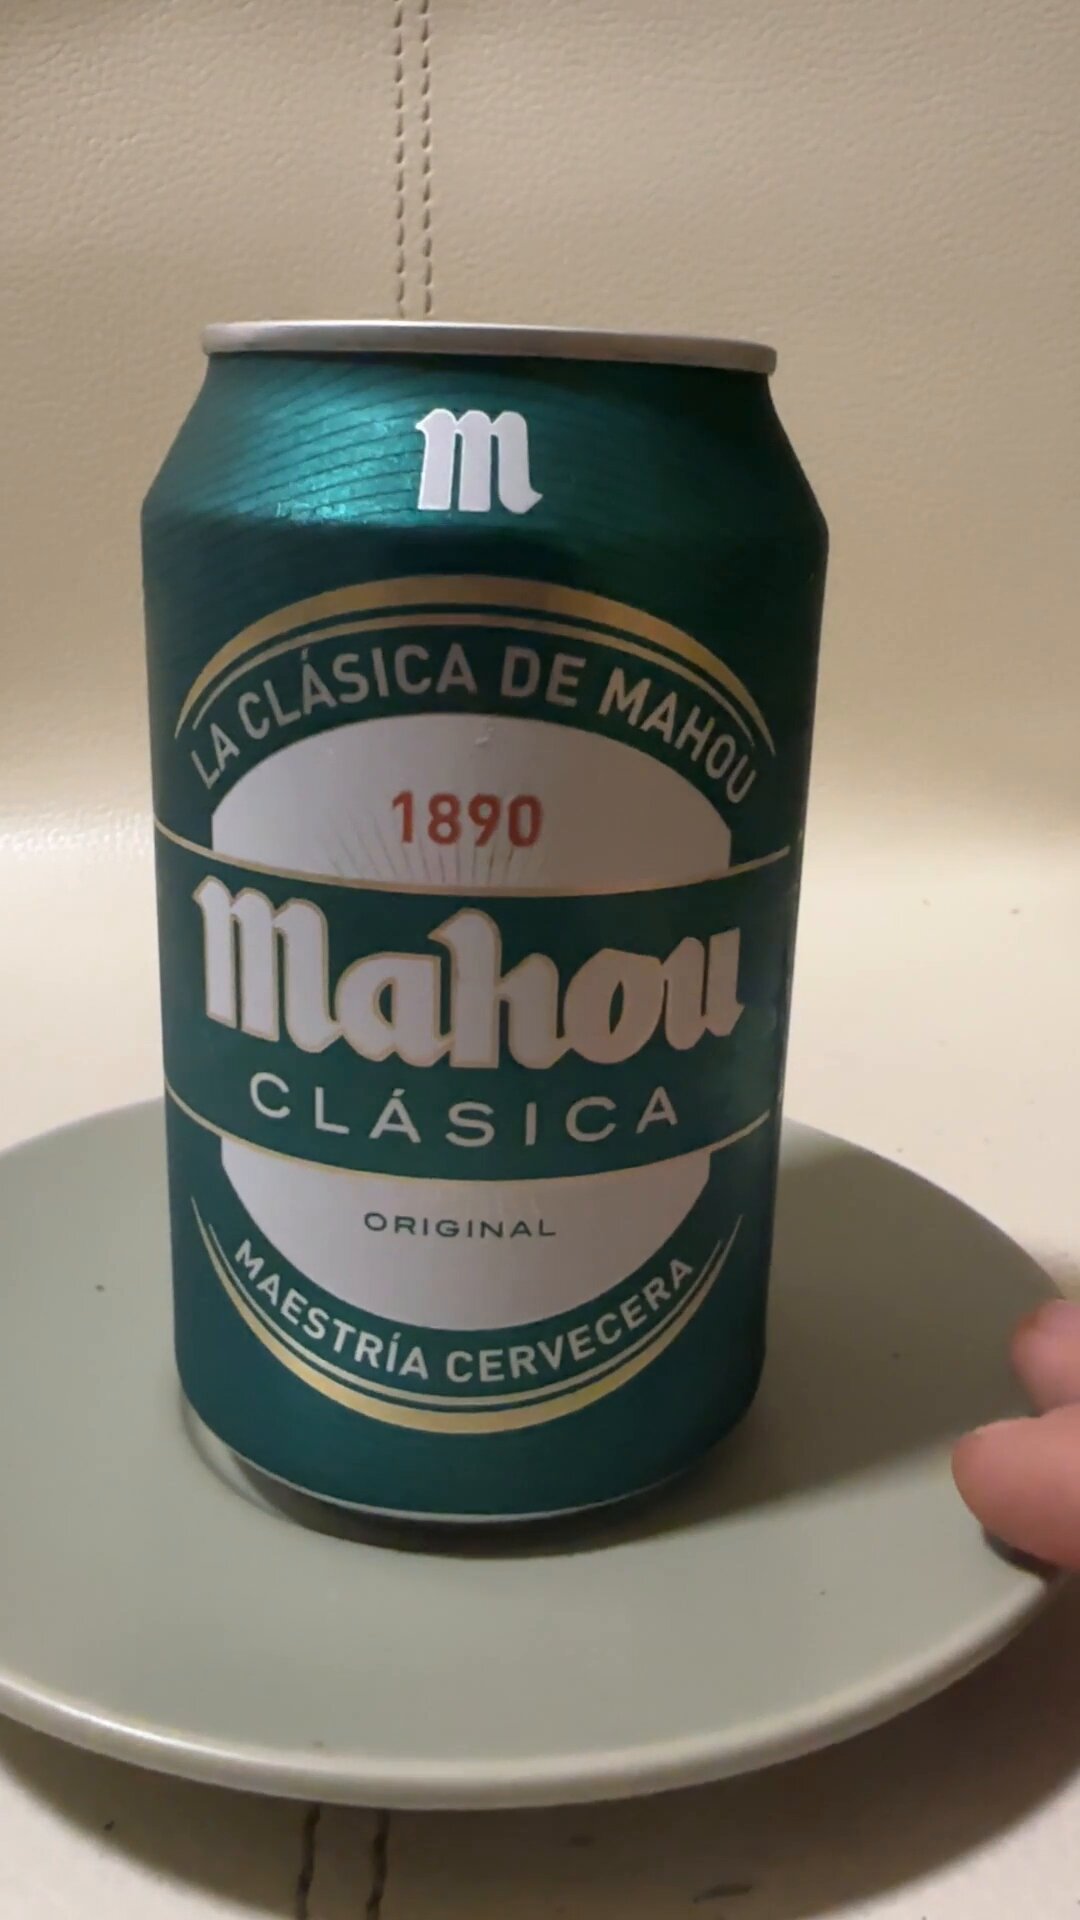 m
LA CLÁSICA DE MAHOU
1890
Mahou
CLÁSICA
ORIGINAL
MAESTRÍA CERVECERA